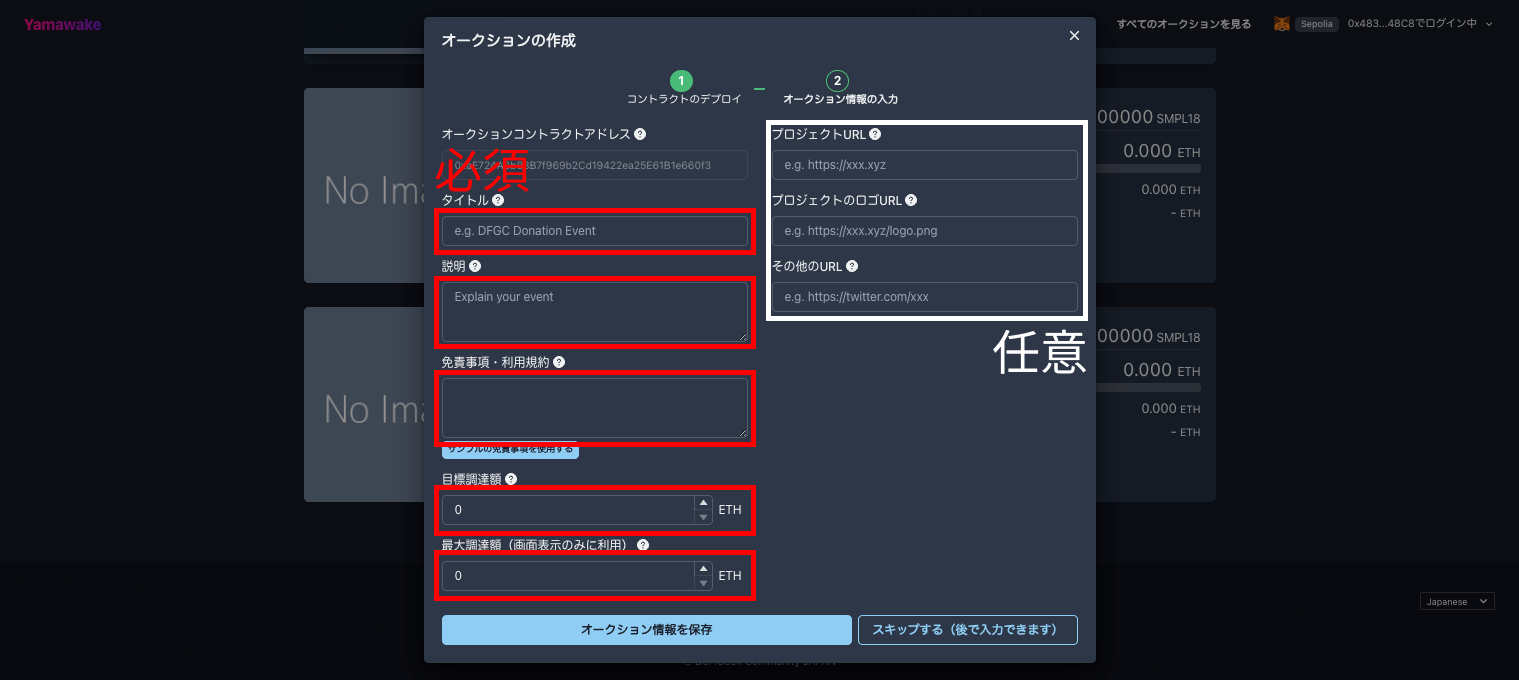 Yamawake
すべてのオークションを見る
Sepolia
0x483...48C8でログイン中
オークションの作成
1
コントラクトのデプロイ
2
オークション情報の入力
オークションコントラクトアドレス
必須
タイトル
e.g. DFGC Donation Event
説明
Explain your event
免責事項・利用規約
サンプルの免責事項を使用する
目標調達額
0
ETH
最大調達額（画面表示のみに利用）
0
ETH
プロジェクトURL
e.g. https://xxx.xyz
プロジェクトのロゴURL
e.g. https://xxx.xyz/logo.png
その他のURL
e.g. https://twitter.com/xxx
任意
オークション情報を保存
スキップする（後で入力できます）
No Ima
00000 SMPL18
0.000 ETH
0.000 ETH
- ETH
No Ima
00000 SMPL18
0.000 ETH
0.000 ETH
- ETH
Japanese